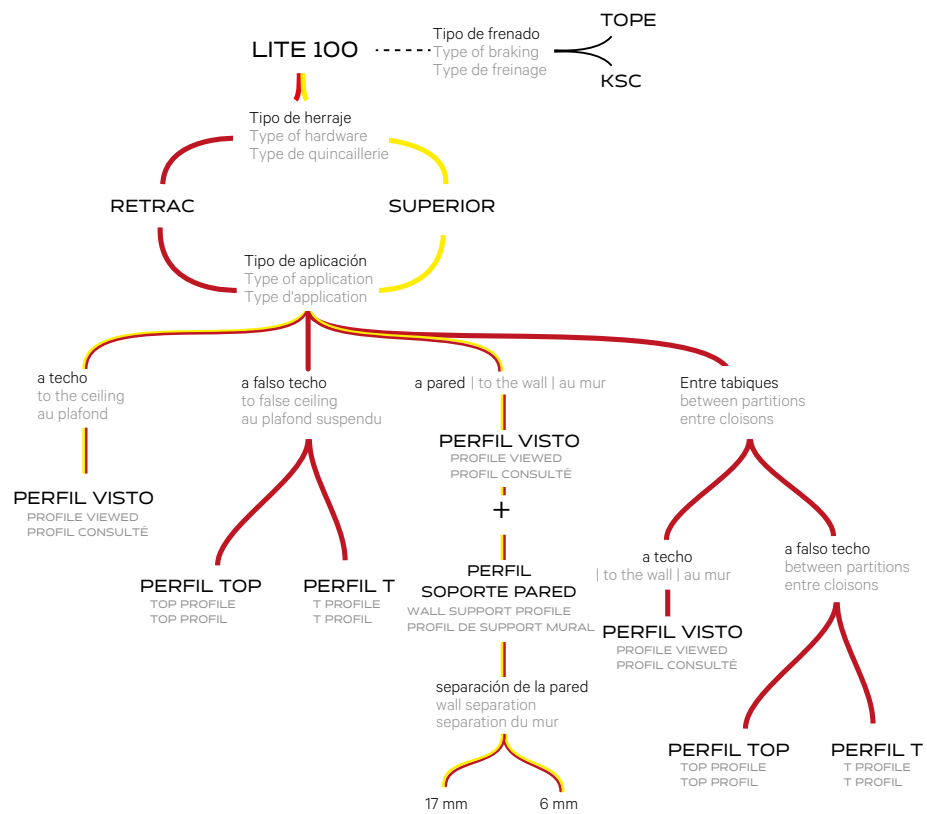 LITE 100
Tipo de frenado
Type of braking
Type de freinage
TOPE
KSC
Tipo de herraje
Type of hardware
Type de quincaillerie
RETRAC
SUPERIOR
Tipo de aplicación
Type of application
Type d'application
a techo
to the ceiling
au plafond
PERFIL VISTO
PROFILE VIEWED
PROFIL CONSULTÉ
a falso techo
to false ceiling
au plafond suspendu
PERFIL TOP
TOP PROFILE
TOP PROFIL
PERFIL T
T PROFILE
T PROFIL
a pared | to the wall | au mur
PERFIL VISTO
PROFILE VIEWED
PROFIL CONSULTÉ
+
PERFIL
SOPORTE PARED
WALL SUPPORT PROFILE
PROFIL DE SUPPORT MURAL
separación de la pared
wall separation
separation du mur
17 mm
6 mm
Entre tabiques
between partitions
entre cloisons
a techo
| to the wall | au mur
PERFIL VISTO
PROFILE VIEWED
PROFIL CONSULTÉ
a falso techo
between partitions
entre cloisons
PERFIL TOP
TOP PROFILE
TOP PROFIL
PERFIL T
T PROFILE
T PROFIL